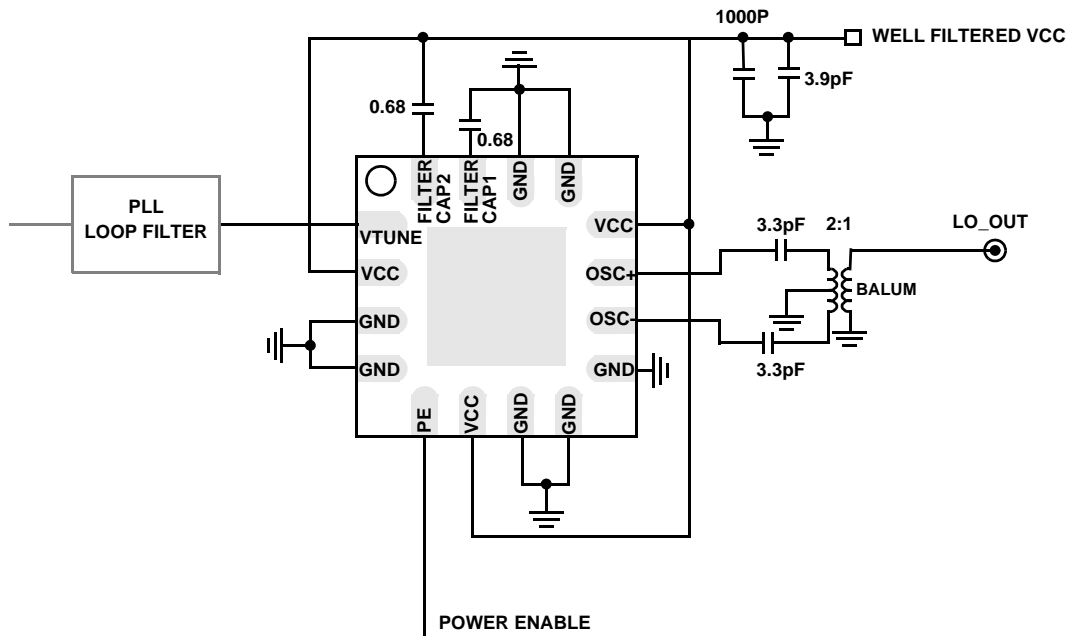 1000P
WELL FILTERED VCC
3.9pF
0.68
0.68
FILTER
CAP2
FILTER
CAP1
GND
GND
PLL
LOOP FILTER
VTUNE
VCC
GND
GND
VCC
OSC+
OSC-
GND
3.3pF
2:1
LO_OUT
BALUM
3.3pF
PE
VCC
GND
GND
POWER ENABLE